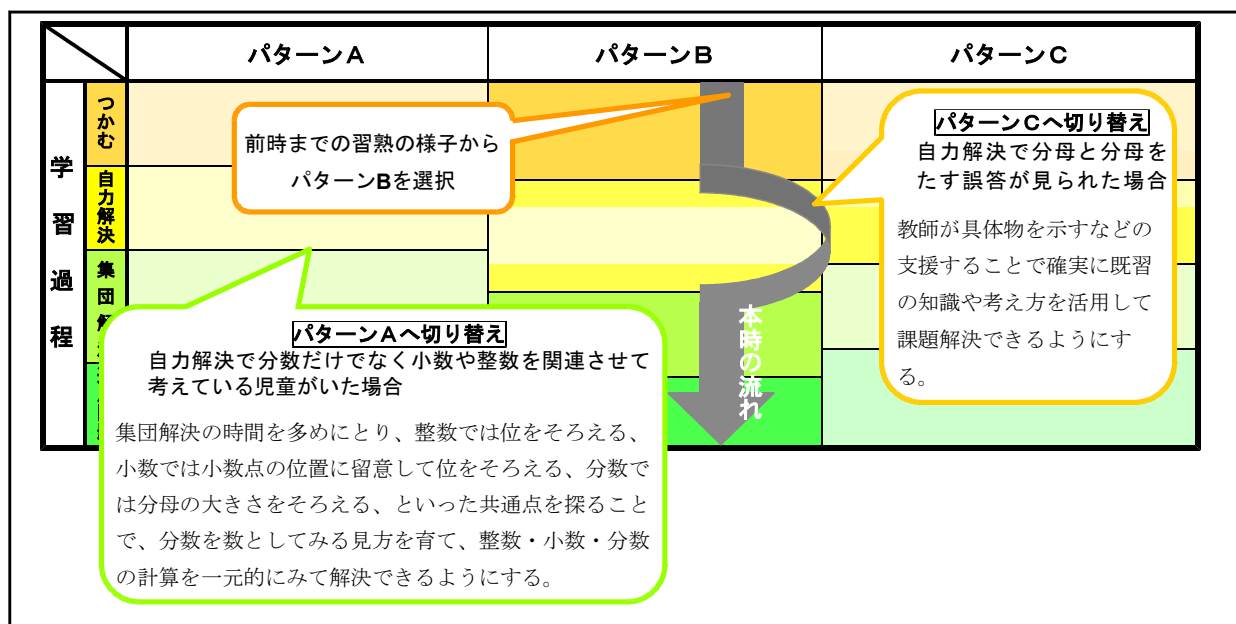 パターンA
パターンB
パターンC
学習過程
つかむ
自力解決
集団解
前時までの習熟の様子から
パターンBを選択
パターンCへ切り替え
自力解決で分母と分母を
たす誤答が見られた場合
教師が具体物を示すなどの
支援することで確実に既習
の知識や考え方を活用して
課題解決できるようにす
る。
本時の流れ
パターンAへ切り替え
自力解決で分数だけでなく小数や整数を関連させて
考えている児童がいた場合
集団解決の時間を多めにとり、整数では位をそろえる、
小数では小数点の位置に留意して位をそろえる、分数で
は分母の大きさをそろえる、といった共通点を探ること
で、分数を数としてみる見方を育て、整数・小数・分数
の計算を一元的にみて解決できるようにする。